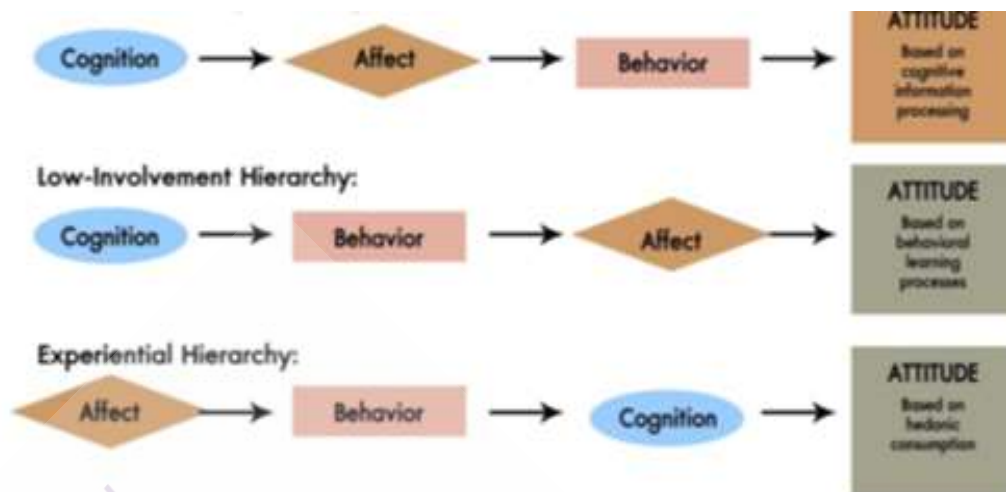 Cognition
Affect
Behavior
ATTITUDE
Based on
cognitive
information
processing
Low-Involvement Hierarchy:
Cognition
Behavior
Affect
ATTITUDE
Based on
behavioral
learning
processes
Experiential Hierarchy:
Affect
Behavior
Cognition
ATTITUDE
Based on
hedonic
consumption